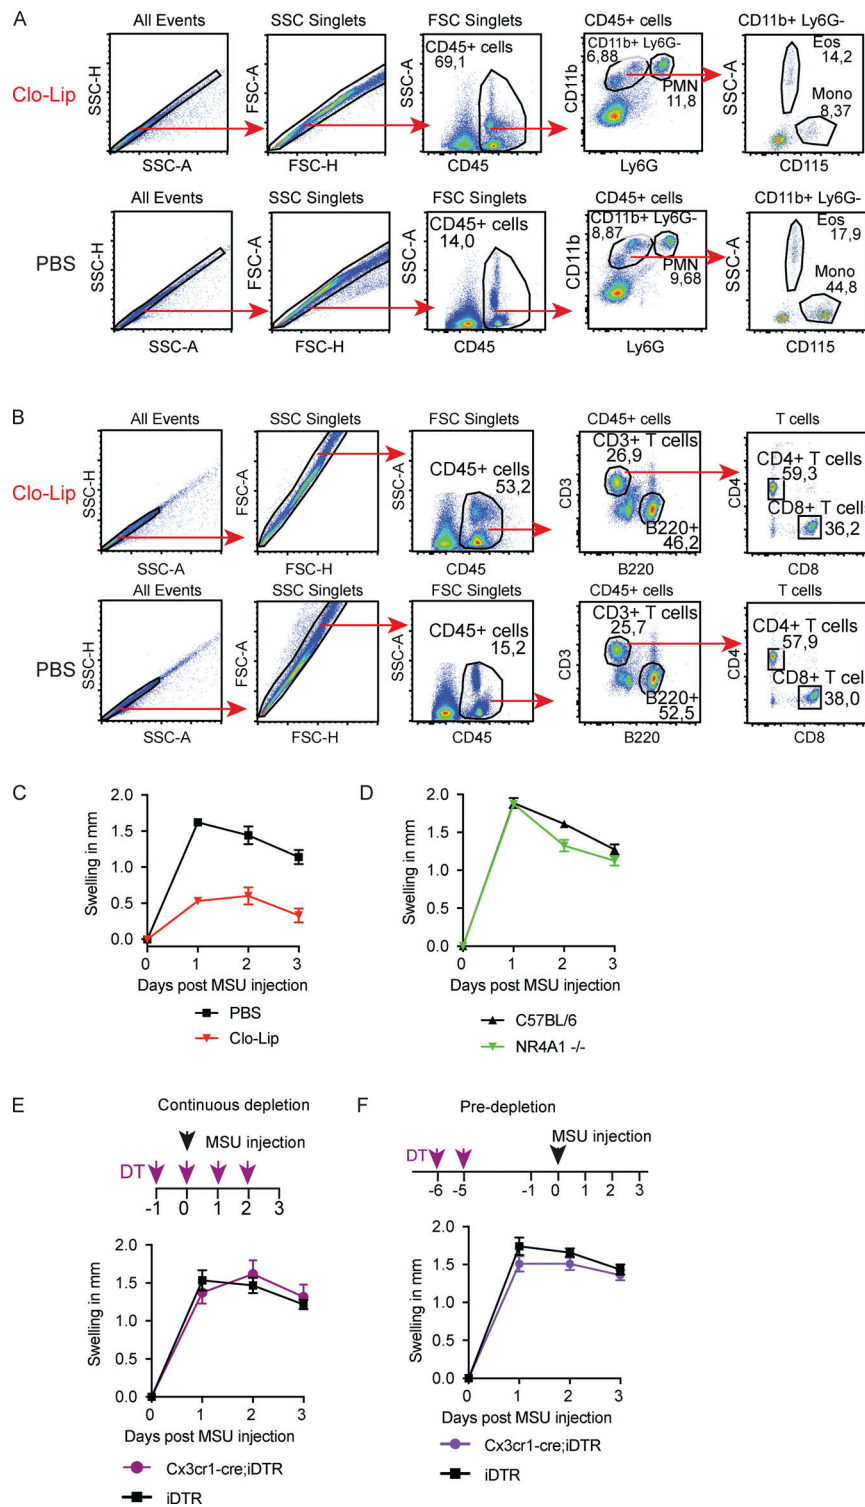 A
All Events
SSC Singlets
FSC Singlets
CD45+ cells
CD11b+ Ly6G-
Clo-Lip
SSC-H
SSC-A
FSC-A
FSC-H
SSC-A
CD45+ cells
69,1
CD45
CD11b
CD11b+ Ly6G-
6,88
PMN
11,8
Ly6G
SSC-A
Eos
14,2
Mono
8,37
CD115
All Events
SSC Singlets
FSC Singlets
CD45+ cells
CD11b+ Ly6G-
PBS
SSC-H
SSC-A
FSC-A
FSC-H
SSC-A
CD45+ cells
14,0
CD45
CD11b
CD11b+ Ly6G-
8,87
PMN
9,68
Ly6G
SSC-A
Eos
17,9
Mono
44,8
CD115
B
All Events
SSC Singlets
FSC Singlets
CD45+ cells
T cells
Clo-Lip
SSC-H
SSC-A
FSC-A
FSC-H
SSC-A
CD45+ cells
53,2
CD45
CD3
CD3+ T cells
26,9
B220+
46,2
B220
CD4
CD4+ T cells
59,3
CD8+ T cells
36,2
CD8
All Events
SSC Singlets
FSC Singlets
CD45+ cells
T cells
PBS
SSC-H
SSC-A
FSC-A
FSC-H
SSC-A
CD45+ cells
15,2
CD45
CD3
CD3+ T cells
25,7
B220+
52,5
B220
CD4
CD4+ T cells
57,9
CD8+ T cell
38,0
CD8
C
Swelling in mm
2.0
1.5
1.0
0.5
0.0
0 1 2 3
Days post MSU injection
PBS
Clo-Lip
D
Swelling in mm
2.0
1.5
1.0
0.5
0.0
0 1 2 3
Days post MSU injection
C57BL/6
NR4A1 -/-
E
Continuous depletion
MSU injection
DT
-1 0 1 2 3
Swelling in mm
2.0
1.5
1.0
0.5
0.0
0 1 2 3
Days post MSU injection
Cx3cr1-cre;iDTR
iDTR
F
Pre-depletion
MSU injection
DT
-6 -5 -1 0 1 2 3
Swelling in mm
2.0
1.5
1.0
0.5
0.0
0 1 2 3
Days post MSU injection
Cx3cr1-cre;iDTR
iDTR